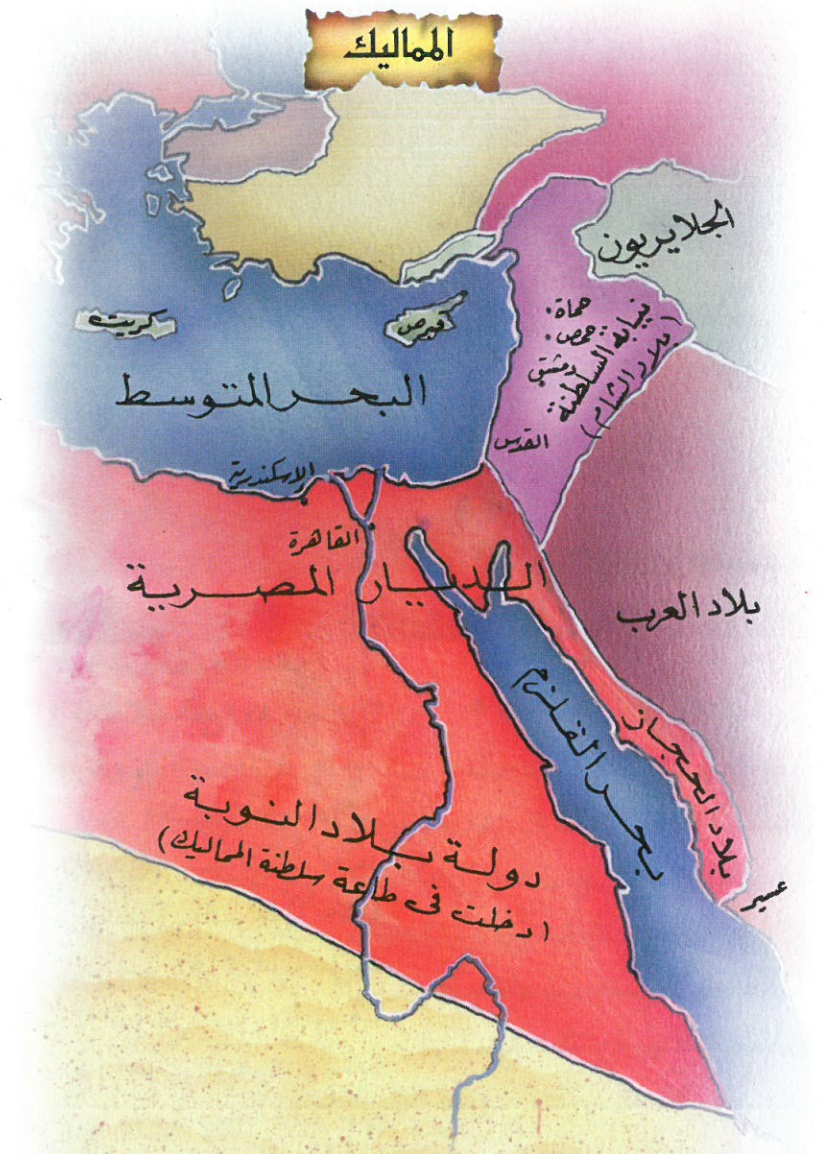 المماليك
الجلايريون
كريت
قبرص
حماة
حمص
دمشق
نيابة السلطنة
(بلاد الشام)
البحر المتوسط
القدس
الإسكندرية
القاهرة
الديار المصرية
بلاد العرب
بحر القلزم
بلاد الحجاز
دولة بلاد النوبة
(دخلت في طاعة سلطنة المماليك)
عسير